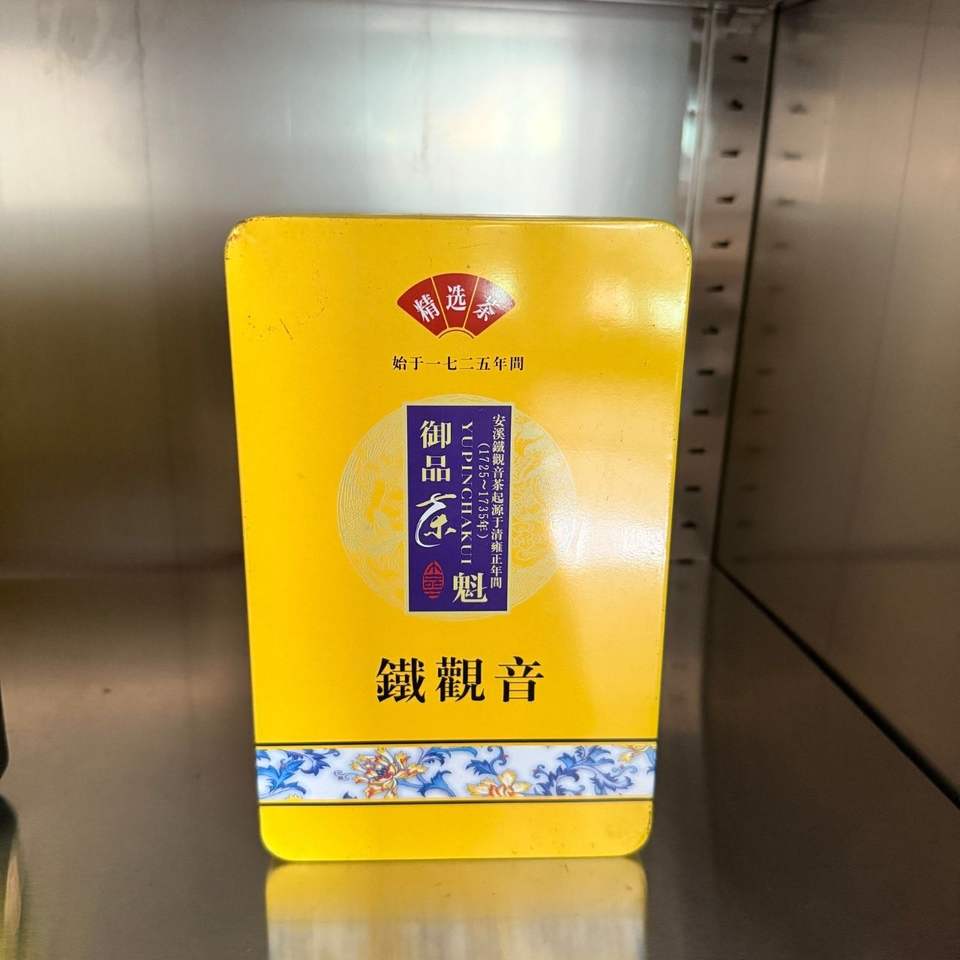 精选茶
始于一七二五年間
安溪鐵觀音茶起源于清雍正年間
(1725~1735年)
YUPINCHAKUI
御品茶魁
鐵觀音